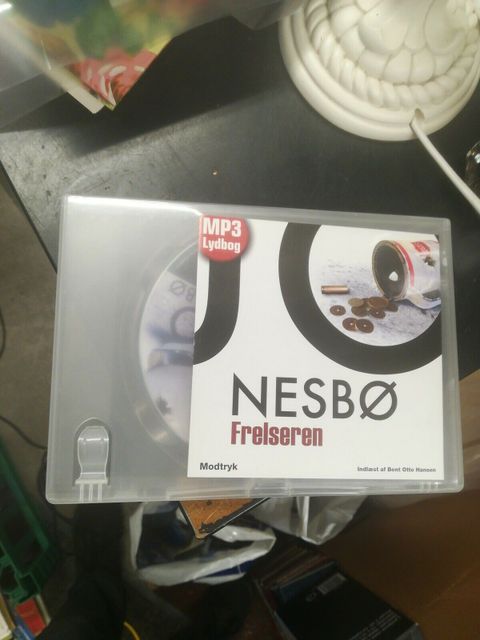 MP3
Lydbog
JO
NESBØ
Frelseren
Modtryk
Indlæst af Bent Otto Hansen